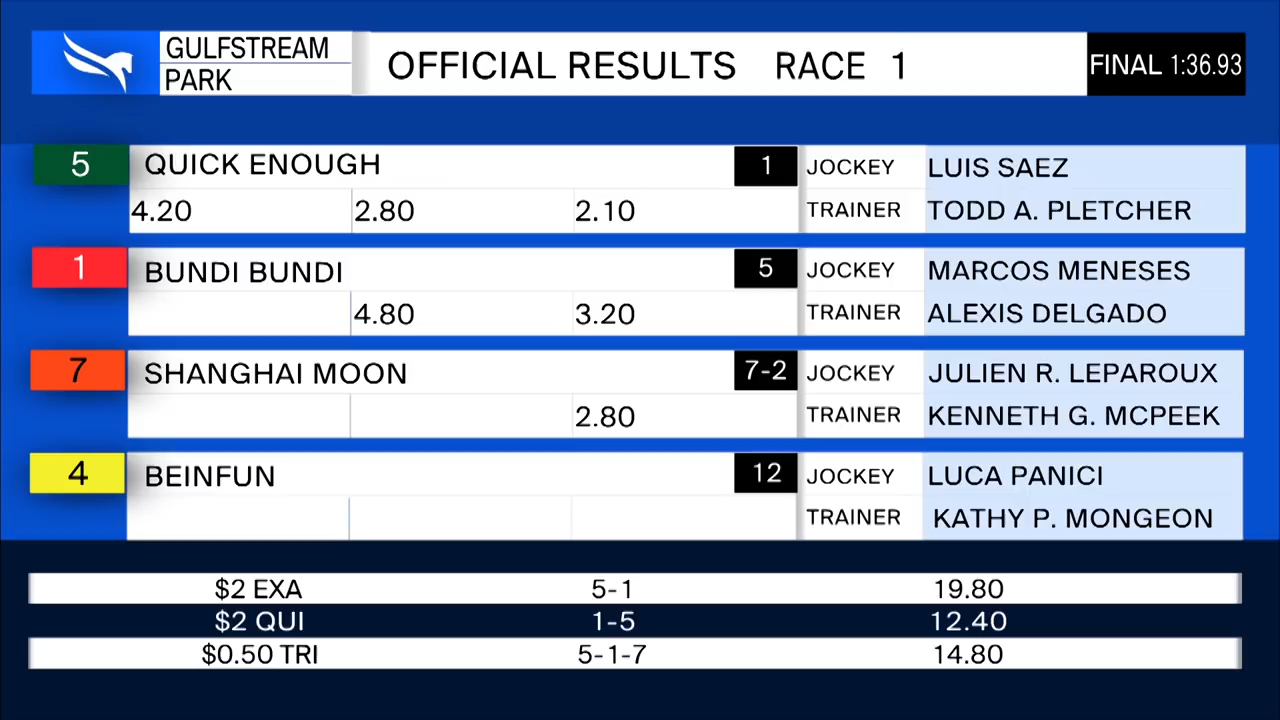 GULFSTREAM
PARK
OFFICIAL RESULTS RACE 1
FINAL 1:36.93
5 QUICK ENOUGH 1 JOCKEY LUIS SAEZ
4.20 2.80 2.10 TRAINER TODD A. PLETCHER
1 BUNDI BUNDI 5 JOCKEY MARCOS MENESES
4.80 3.20 TRAINER ALEXIS DELGADO
7 SHANGHAI MOON 7-2 JOCKEY JULIEN R. LEPAROUX
2.80 TRAINER KENNETH G. MCPEEK
4 BEINFUN 12 JOCKEY LUCA PANICI
TRAINER KATHY P. MONGEON
$2 EXA 5-1 19.80
$2 QUI 1-5 12.40
$0.50 TRI 5-1-7 14.80